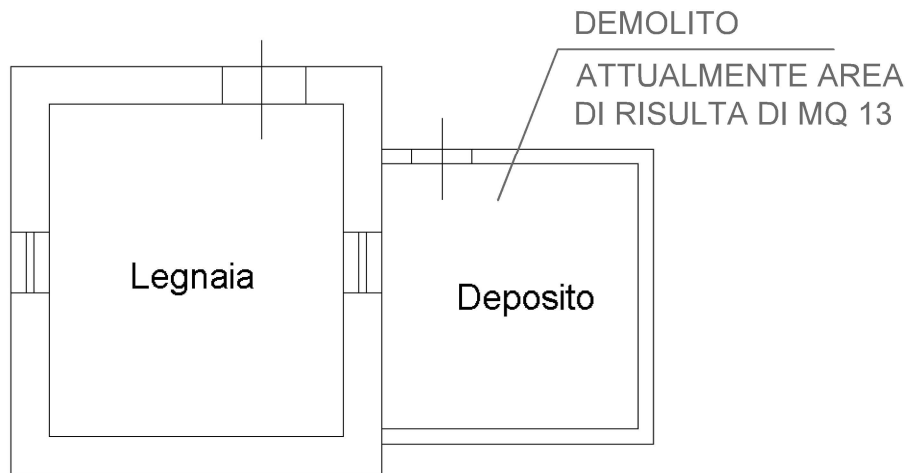 DEMOLITO
ATTUALMENTE AREA
DI RISULTA DI MQ 13
Legnaia
Deposito